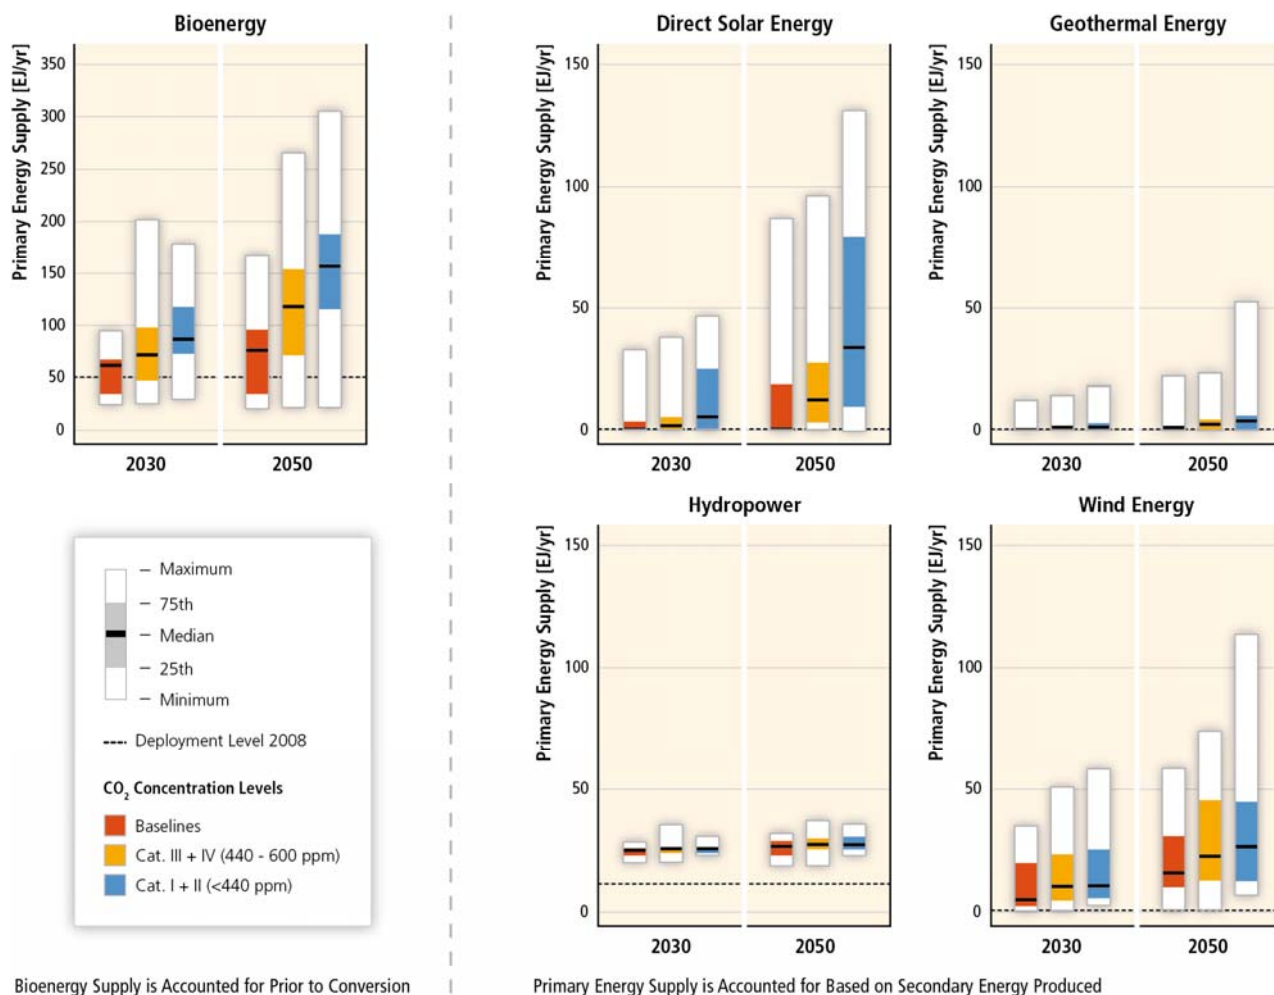 Bioenergy
Primary Energy Supply [EJ/yr]
350
300
250
200
150
100
50
0
2030 2050
Direct Solar Energy
Primary Energy Supply [EJ/yr]
150
100
50
0
2030 2050
Geothermal Energy
Primary Energy Supply [EJ/yr]
150
100
50
0
2030 2050
Maximum
75th
Median
25th
Minimum
Deployment Level 2008
CO2 Concentration Levels
Baselines
Cat. III + IV (440 - 600 ppm)
Cat. I + II (<440 ppm)
Hydropower
Primary Energy Supply [EJ/yr]
150
100
50
0
2030 2050
Wind Energy
Primary Energy Supply [EJ/yr]
150
100
50
0
2030 2050
Bioenergy Supply is Accounted for Prior to Conversion
Primary Energy Supply is Accounted for Based on Secondary Energy Produced